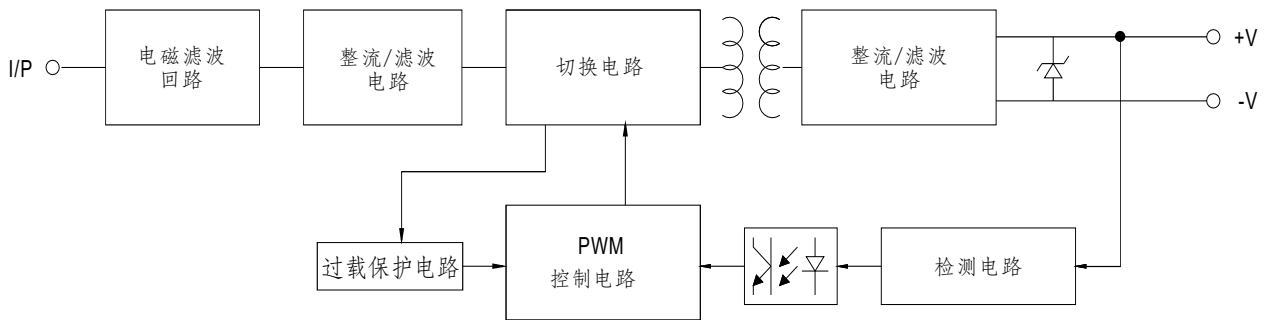 I/P
电磁滤波
回路
整流/滤波
电路
切换电路
整流/滤波
电路
+V
-V
过载保护电路
PWM
控制电路
检测电路